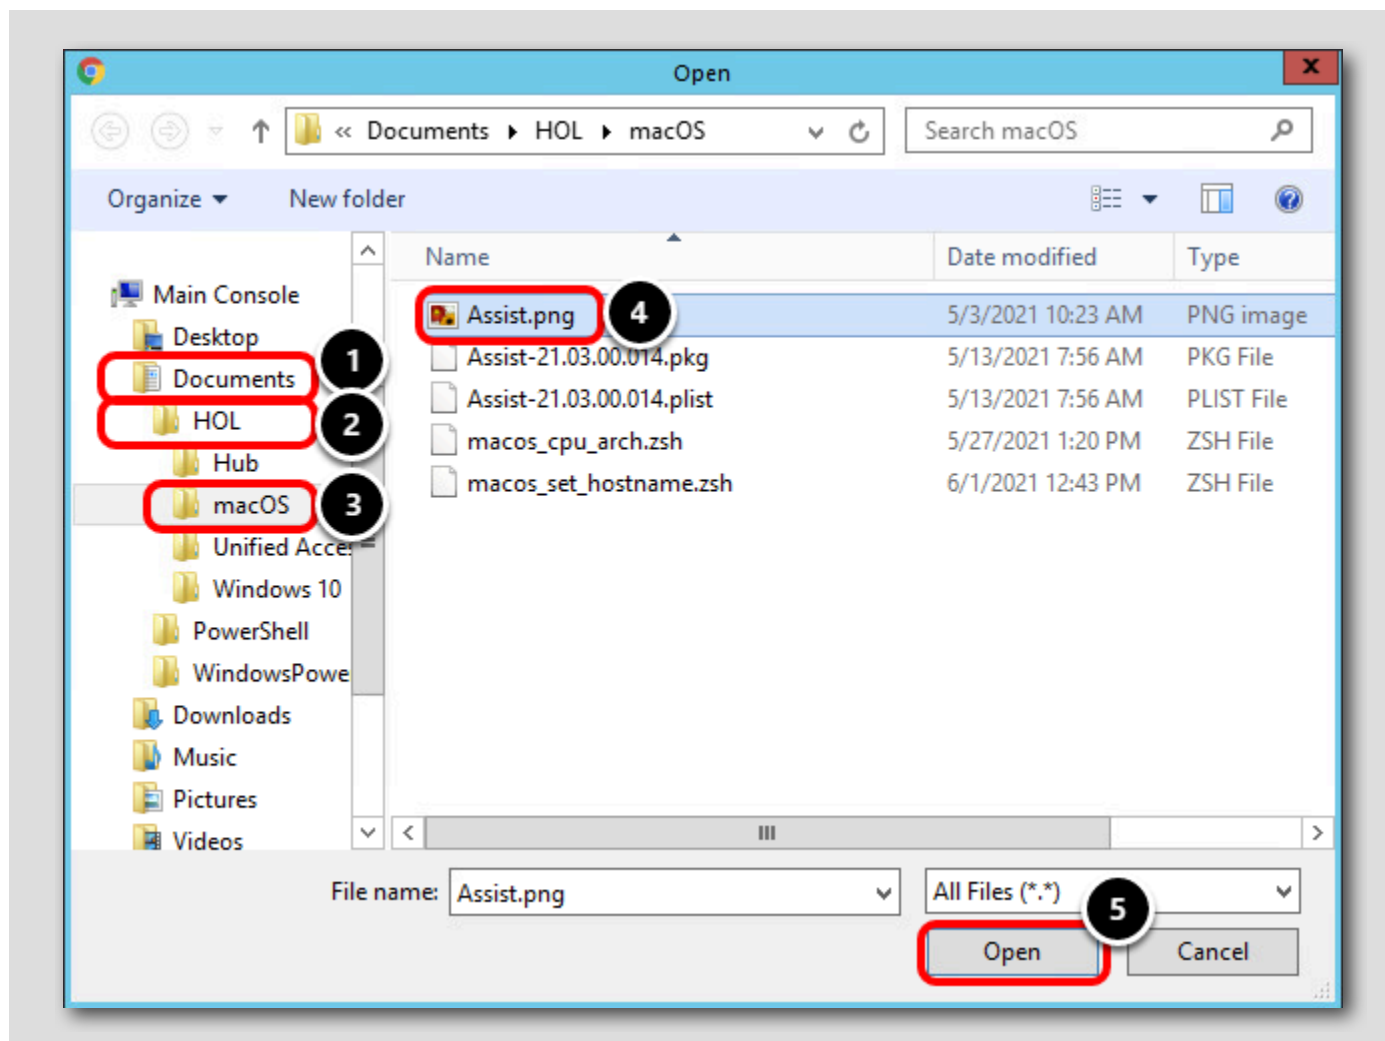 Open
x
« Documents HOL macOS
Search macOS
Organize
New folder
Name
Date modified
Type
Main Console
Desktop
Documents
1
HOL
2
Hub
macOS
3
Unified Acce
Windows 10
PowerShell
WindowsPowe
Downloads
Music
Pictures
Videos
Assist.png 4 5/3/2021 10:23 AM PNG image
Assist-21.03.00.014.pkg 5/13/2021 7:56 AM PKG File
Assist-21.03.00.014.plist 5/13/2021 7:56 AM PLIST File
macos_cpu_arch.zsh 5/27/2021 1:20 PM ZSH File
macos_set_hostname.zsh 6/1/2021 12:43 PM ZSH File
File name: Assist.png
All Files (*.*)
5
Open
Cancel